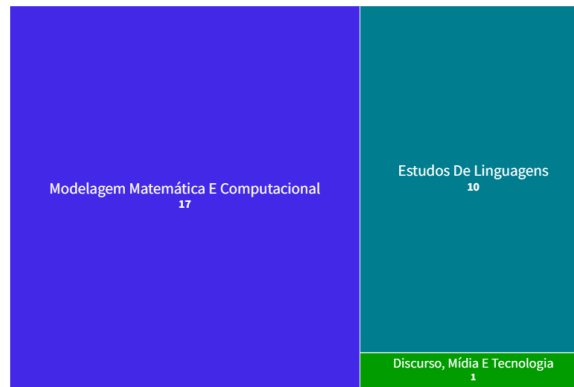 Modelagem Matemática E Computacional
17
Estudos De Linguagens
10
Discurso, Mídia E Tecnologia
1